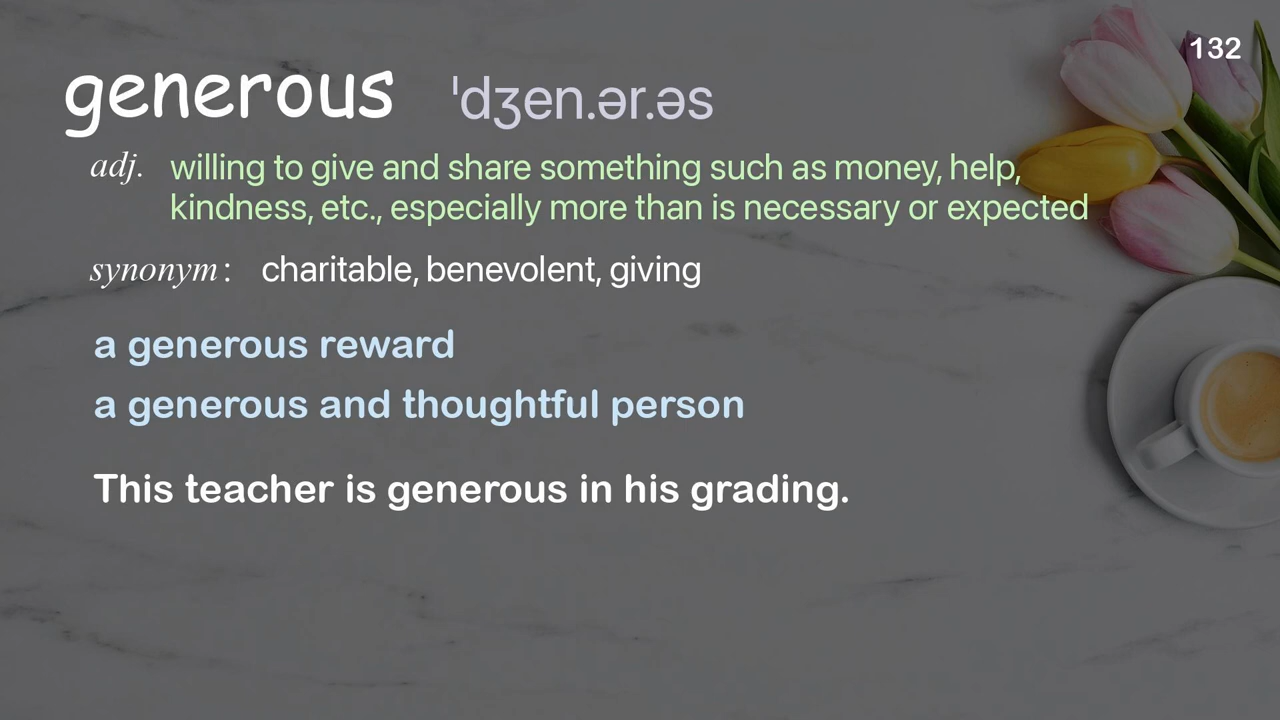 132
generous ˈdʒen.ər.əs
adj. willing to give and share something such as money, help,
kindness, etc., especially more than is necessary or expected
synonym : charitable, benevolent, giving
a generous reward
a generous and thoughtful person
This teacher is generous in his grading.